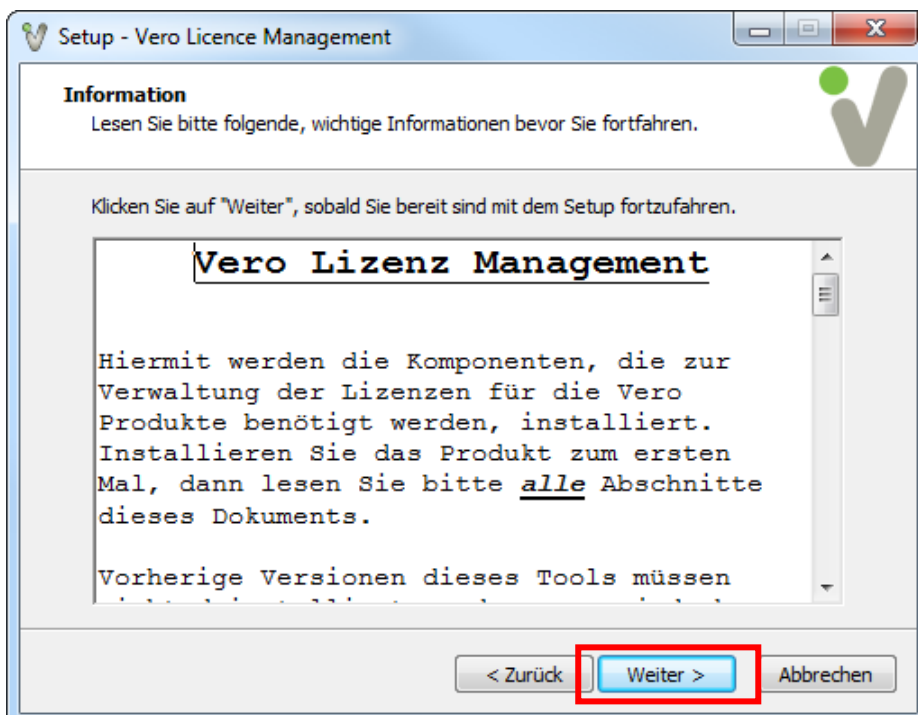 Setup - Vero Licence Management
Information
Lesen Sie bitte folgende, wichtige Informationen bevor Sie fortfahren.
Klicken Sie auf "Weiter", sobald Sie bereit sind mit dem Setup fortzufahren.
Vero Lizenz Management
Hiermit werden die Komponenten, die zur
Verwaltung der Lizenzen für die Vero
Produkte benötigt werden, installiert.
Installieren Sie das Produkt zum ersten
Mal, dann lesen Sie bitte alle Abschnitte
dieses Dokuments.
Vorherige Versionen dieses Tools müssen
< Zurück Weiter > Abbrechen